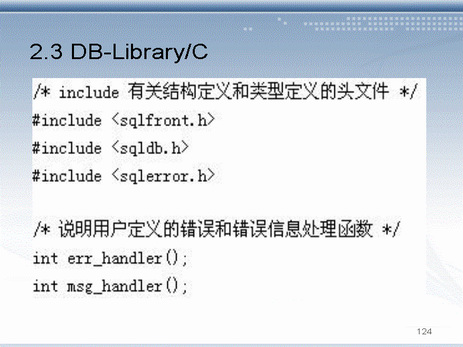 2.3 DB-Library/C
/* include 有关结构定义和类型定义的头文件 */
#include <sqlfront.h>
#include <sqldb.h>
#include <sqlerror.h>
/* 说明用户定义的错误和错误信息处理函数 */
int err_handler();
int msg_handler();
124